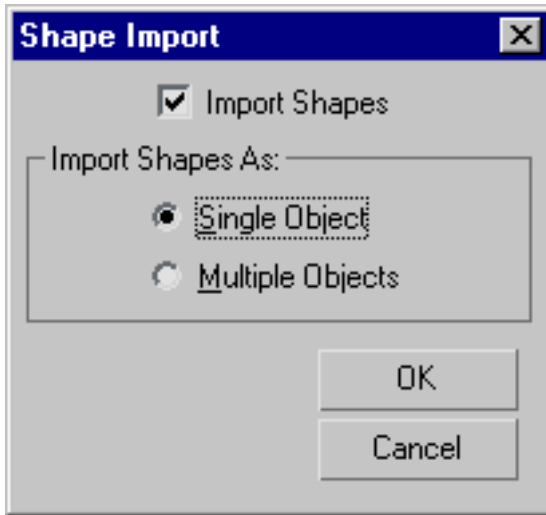 Shape Import
Import Shapes
Import Shapes As:
Single Object
Multiple Objects
OK
Cancel